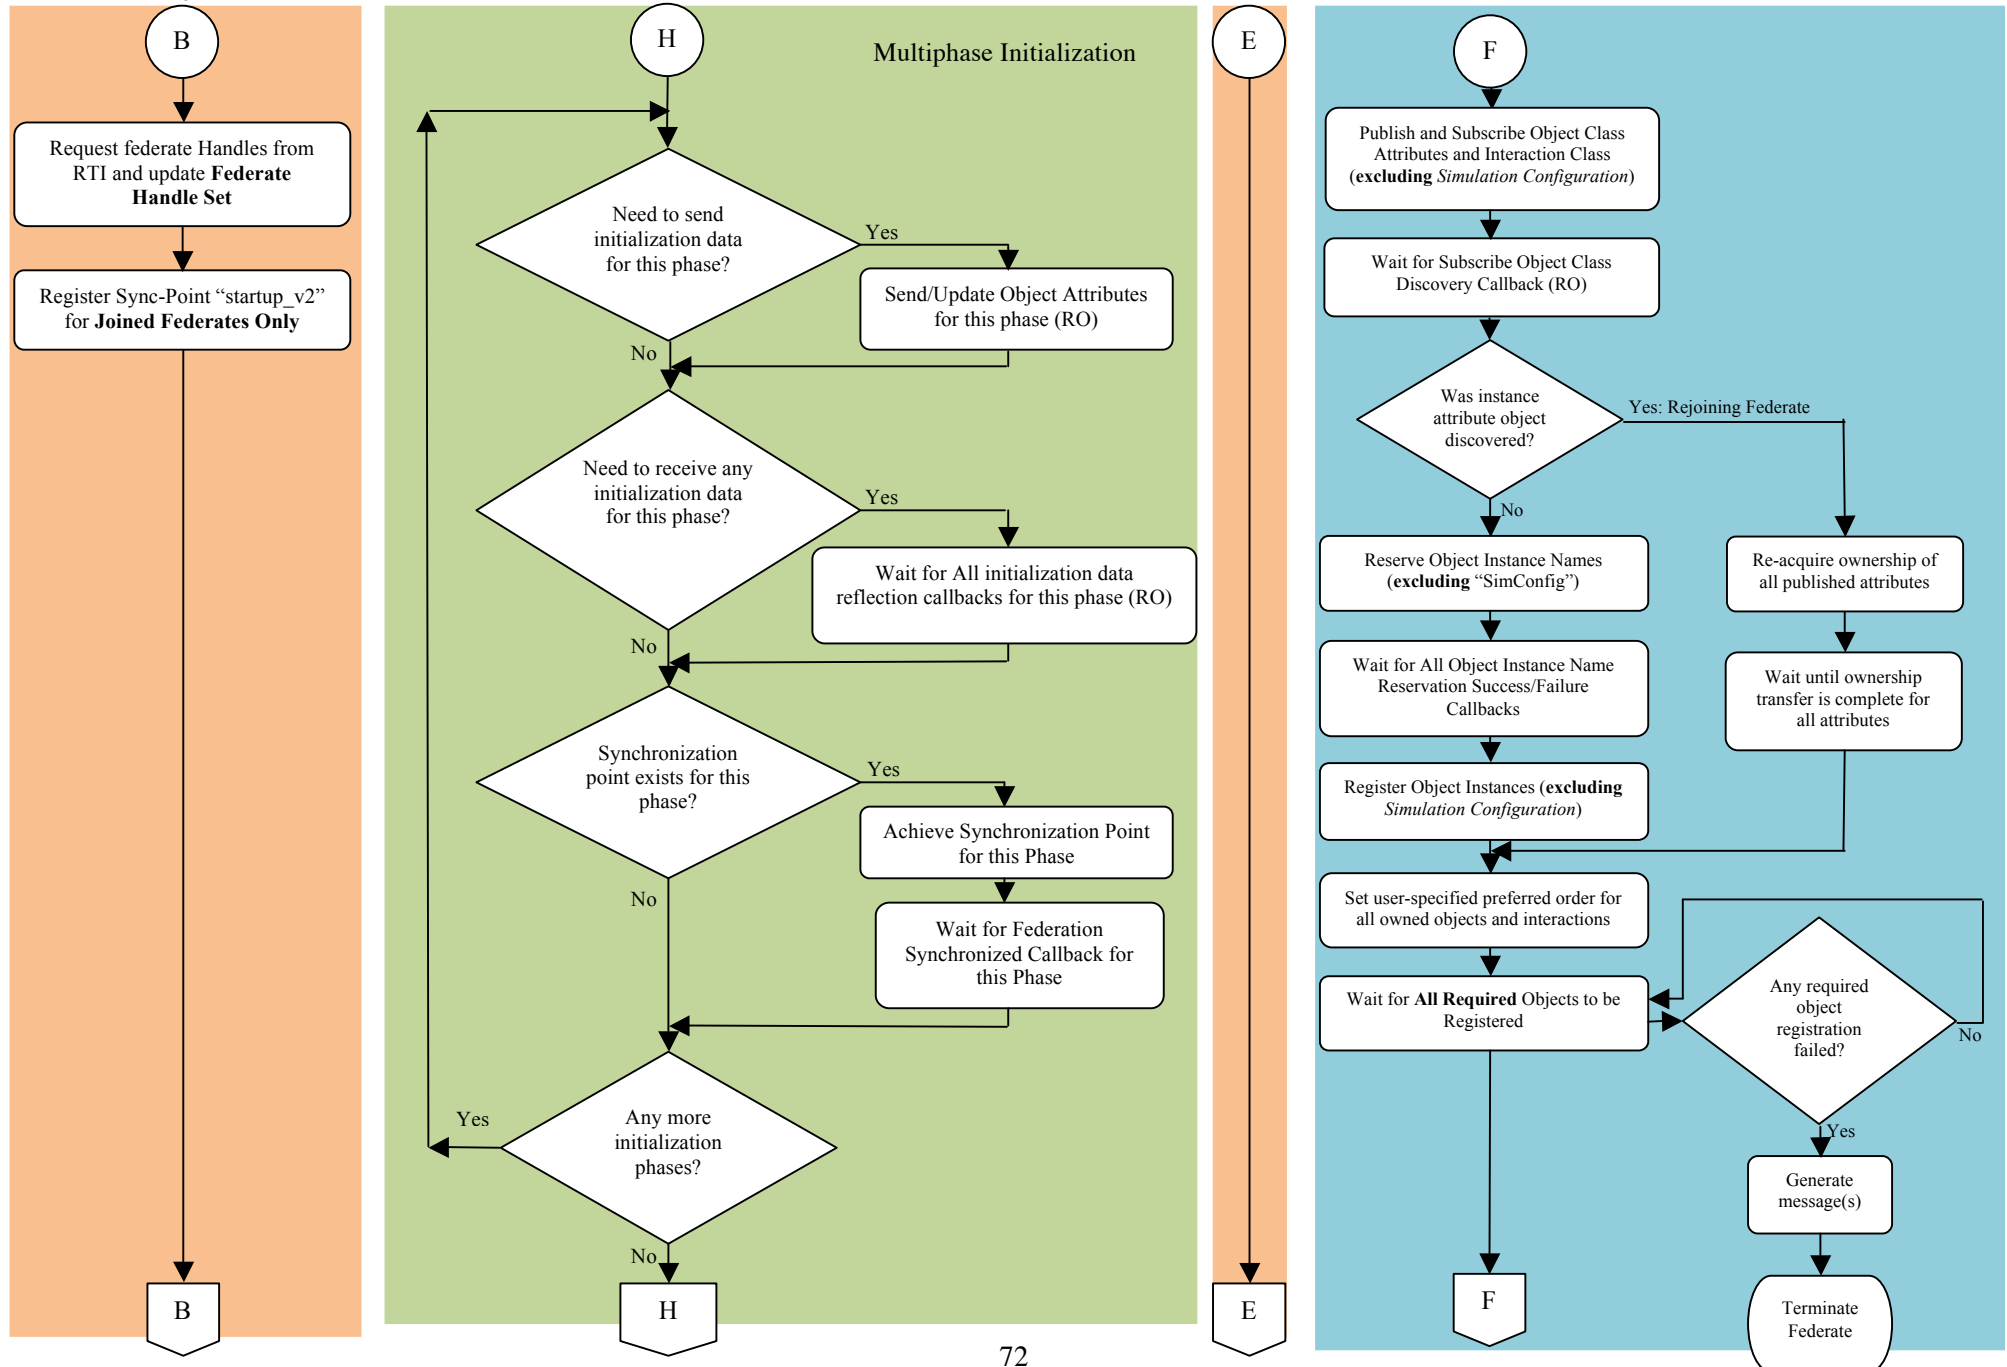 B
Request federate Handles from
RTI and update Federate
Handle Set
Register Sync-Point “startup_v2”
for Joined Federates Only
B
H
Multiphase Initialization
Need to send
initialization data
for this phase?
Yes
Send/Update Object Attributes
for this phase (RO)
No
Need to receive any
initialization data
for this phase?
Yes
Wait for All initialization data
reflection callbacks for this phase (RO)
No
Synchronization
point exists for this
phase?
Yes
Achieve Synchronization Point
for this Phase
No
Wait for Federation
Synchronized Callback for
this Phase
Any more
initialization
phases?
Yes
No
H
E
E
F
Publish and Subscribe Object Class
Attributes and Interaction Class
(excluding Simulation Configuration)
Wait for Subscribe Object Class
Discovery Callback (RO)
Was instance
attribute object
discovered?
Yes: Rejoining Federate
No
Reserve Object Instance Names
(excluding “SimConfig”)
Re-acquire ownership of
all published attributes
Wait for All Object Instance Name
Reservation Success/Failure
Callbacks
Wait until ownership
transfer is complete for
all attributes
Register Object Instances (excluding
Simulation Configuration)
Set user-specified preferred order for
all owned objects and interactions
Wait for All Required Objects to be
Registered
Any required
object
registration
failed?
No
Yes
Generate
message(s)
Terminate
Federate
F
72